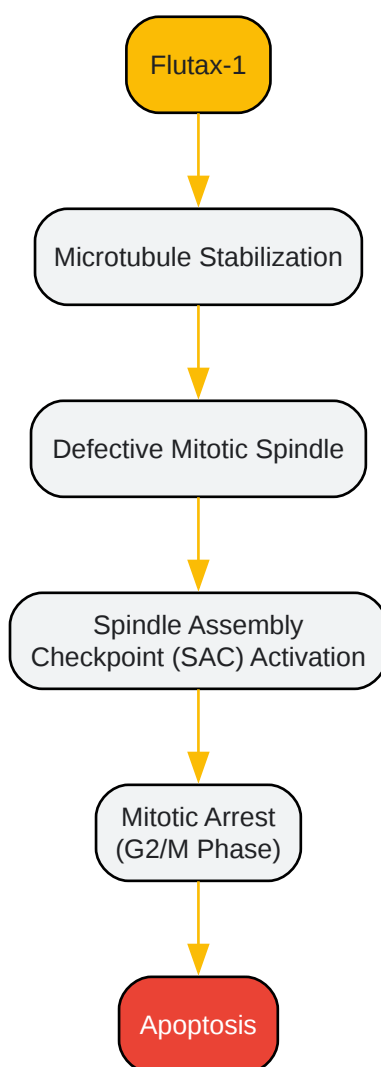 Flutax-1
Microtubule Stabilization
Defective Mitotic Spindle
Spindle Assembly
Checkpoint (SAC) Activation
Mitotic Arrest
(G2/M Phase)
Apoptosis